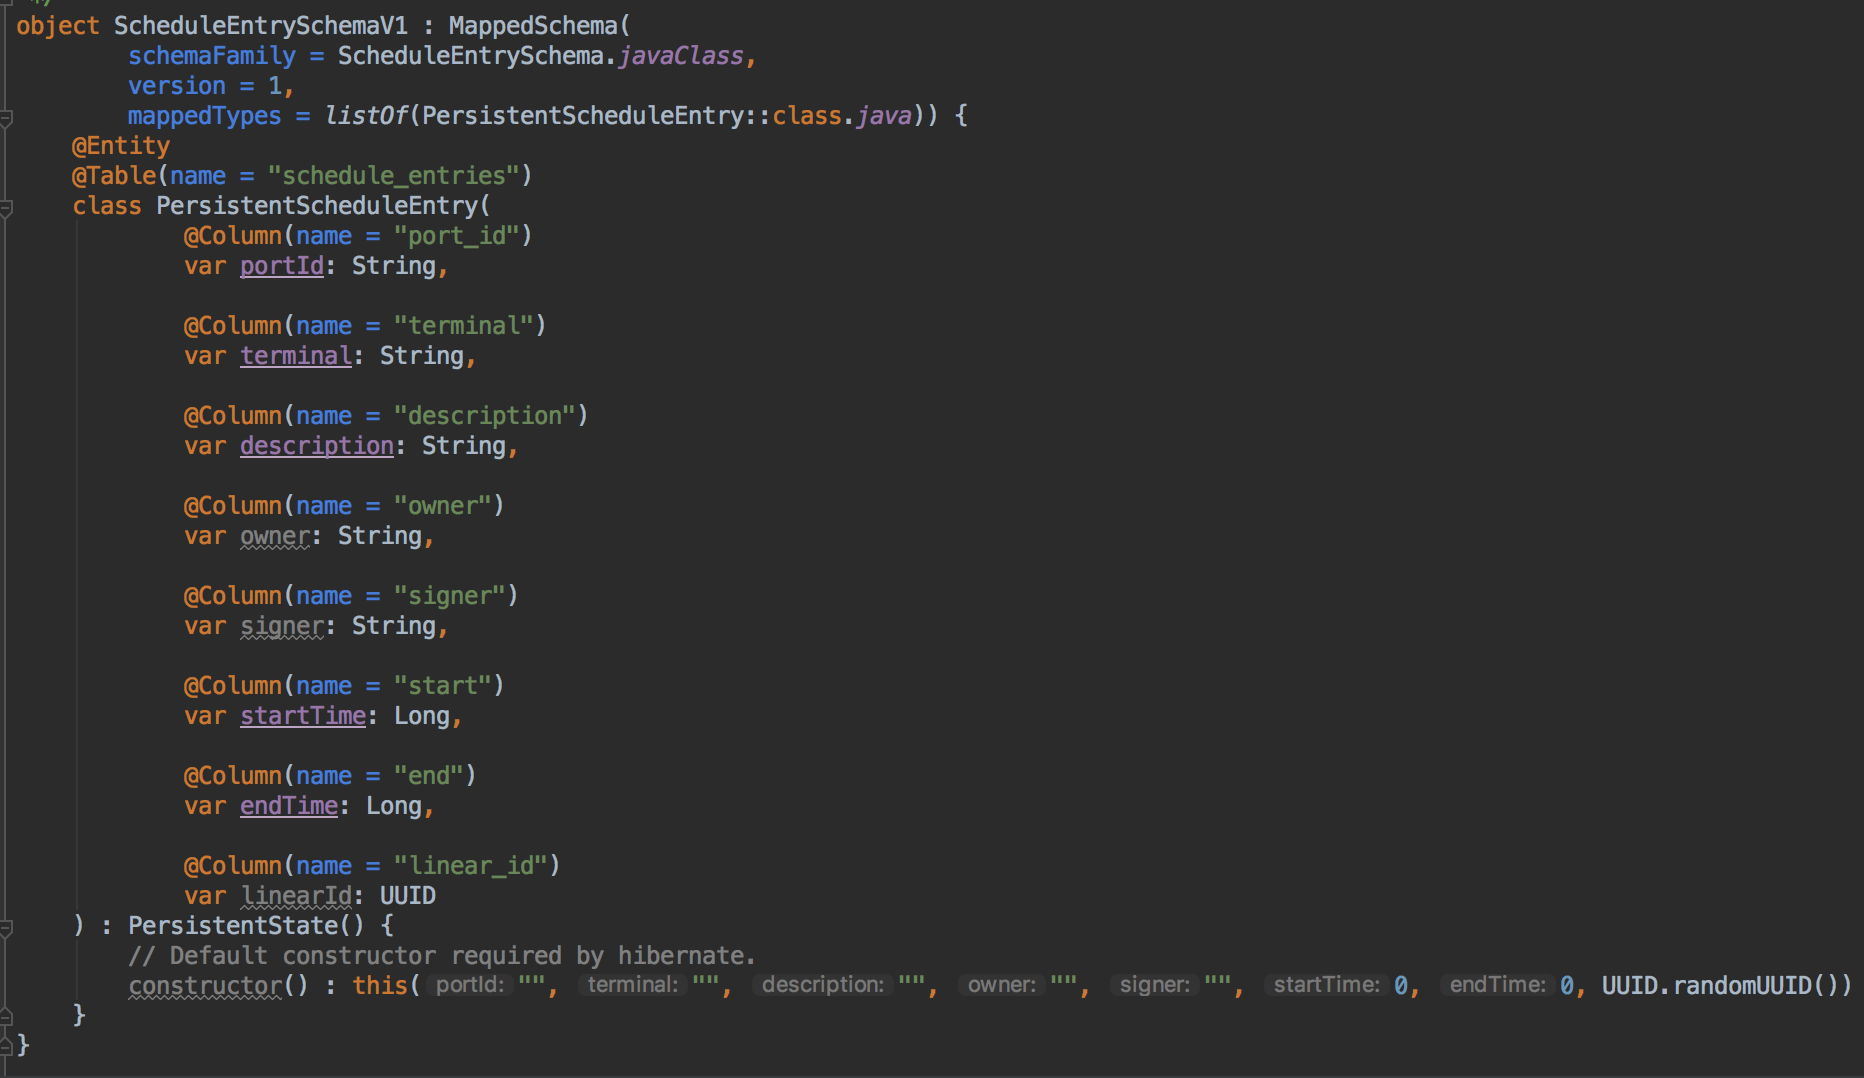 */
object ScheduleEntrySchemaV1 : MappedSchema(
        schemaFamily = ScheduleEntrySchema.javaClass,
        version = 1,
        mappedTypes = listOf(PersistentScheduleEntry::class.java)) {
    @Entity
    @Table(name = "schedule_entries")
    class PersistentScheduleEntry(
            @Column(name = "port_id")
            var portId: String,

            @Column(name = "terminal")
            var terminal: String,

            @Column(name = "description")
            var description: String,

            @Column(name = "owner")
            var owner: String,

            @Column(name = "signer")
            var signer: String,

            @Column(name = "start")
            var startTime: Long,

            @Column(name = "end")
            var endTime: Long,

            @Column(name = "linear_id")
            var linearId: UUID
    ) : PersistentState() {
        // Default constructor required by hibernate.
        constructor() : this( portId: "", terminal: "", description: "", owner: "", signer: "", startTime: 0, endTime: 0, UUID.randomUUID())
    }
}